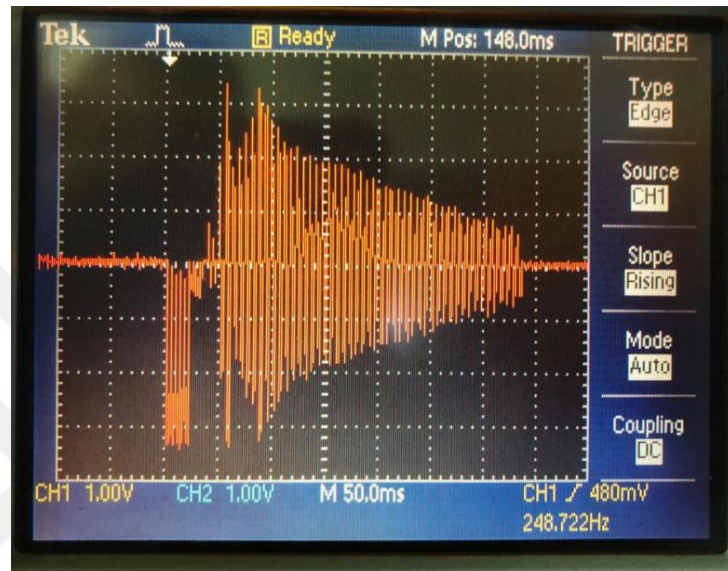 Tek R Ready M Pos: 148.0ms TRIGGER
Type
Edge
Source
CH1
Slope
Rising
Mode
Auto
Coupling
DC
M
CH1 1.00V CH2 1.00V M 50.0ms CH1 / 480mV
248.722Hz